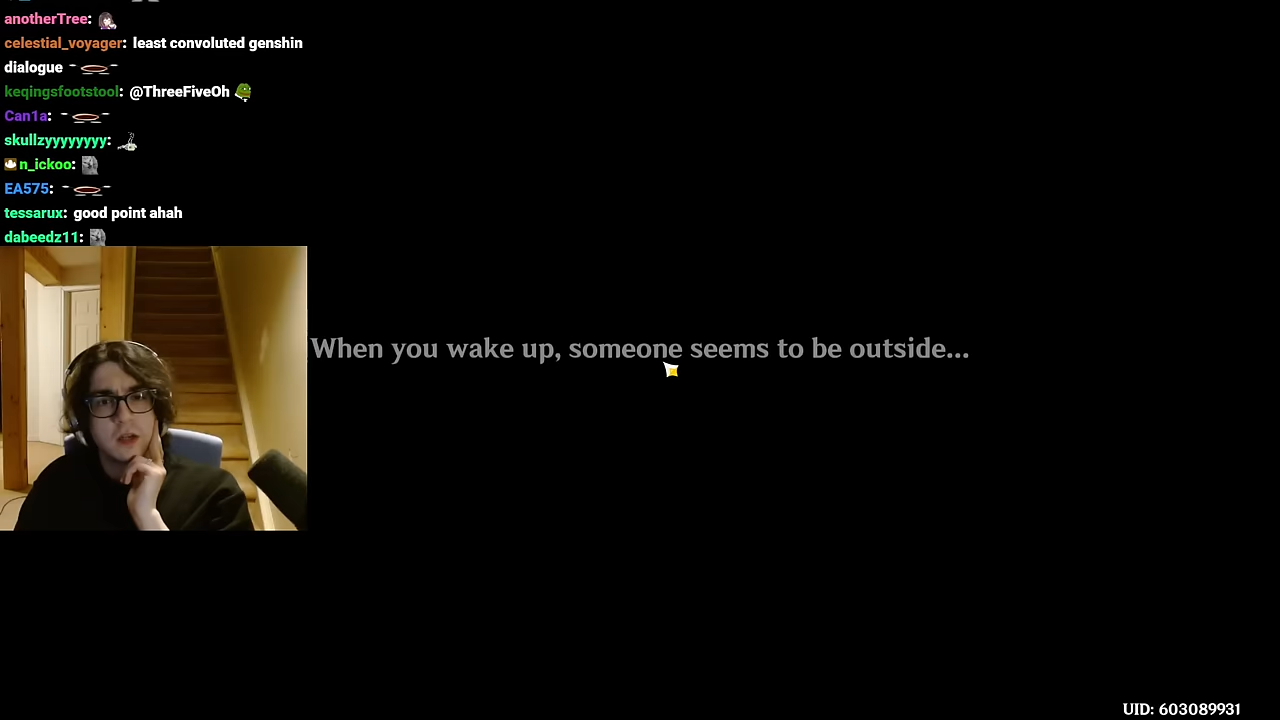 anotherTree:
celestial_voyager: least convoluted genshin
dialogue
keqingsfootstool: @ThreeFiveOh
Can1a:
skullzyyyyyyyy:
n_ickoo:
EA575:
tessarux: good point ahah
dabeedz11:
When you wake up, someone seems to be outside...
UID: 603089931